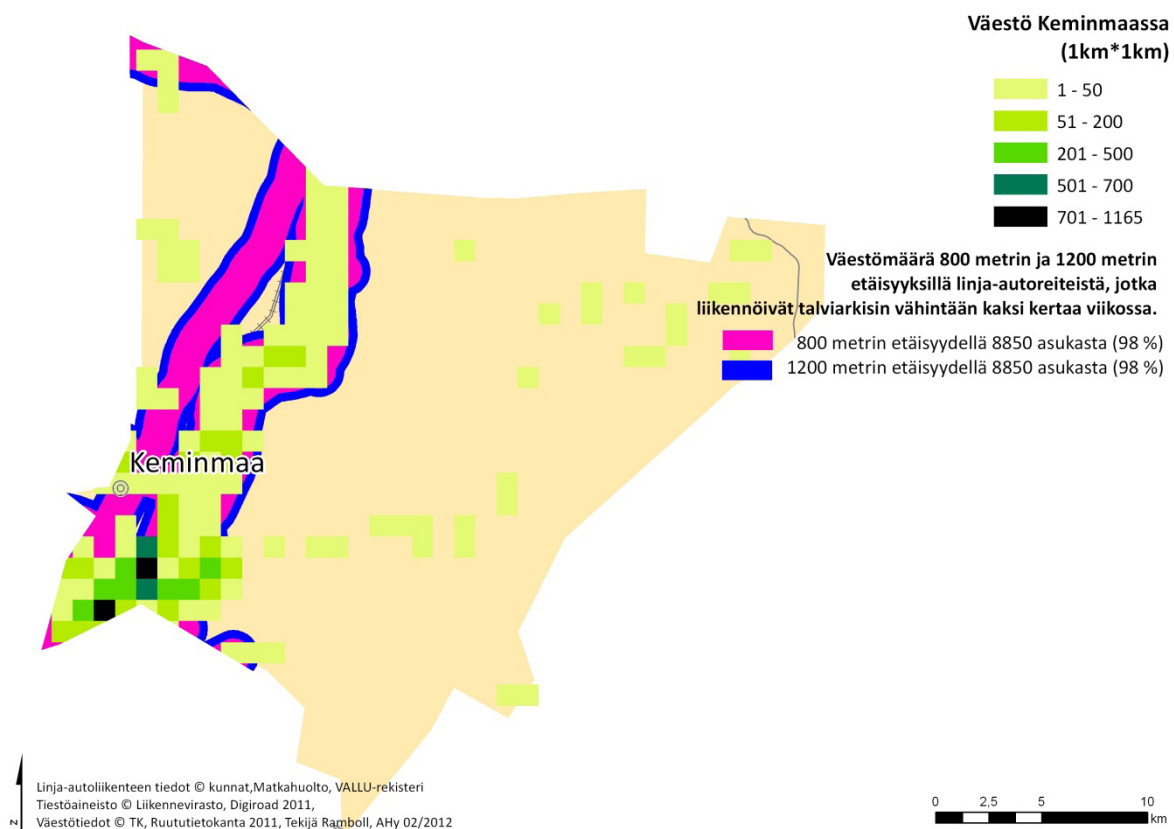 Väestö Keminmaassa
(1km*1km)
1 - 50
51 - 200
201 - 500
501 - 700
701 - 1165
Väestömäärä 800 metrin ja 1200 metrin
etäisyyksillä linja-autoreiteistä, jotka
liikennöivät talviarkisin vähintään kaksi kertaa viikossa.
800 metrin etäisyydellä 8850 asukasta (98 %)
1200 metrin etäisyydellä 8850 asukasta (98 %)
Keminmaa
Linja-autoliikenteen tiedot © kunnat,Matkahuolto, VALLU-rekisteri
Tiestöaineisto © Liikennevirasto, Digiroad 2011,
Väestötiedot © TK, Ruututietokanta 2011, Tekijä Ramboll, AHy 02/2012
N
0 2,5 5 10
km